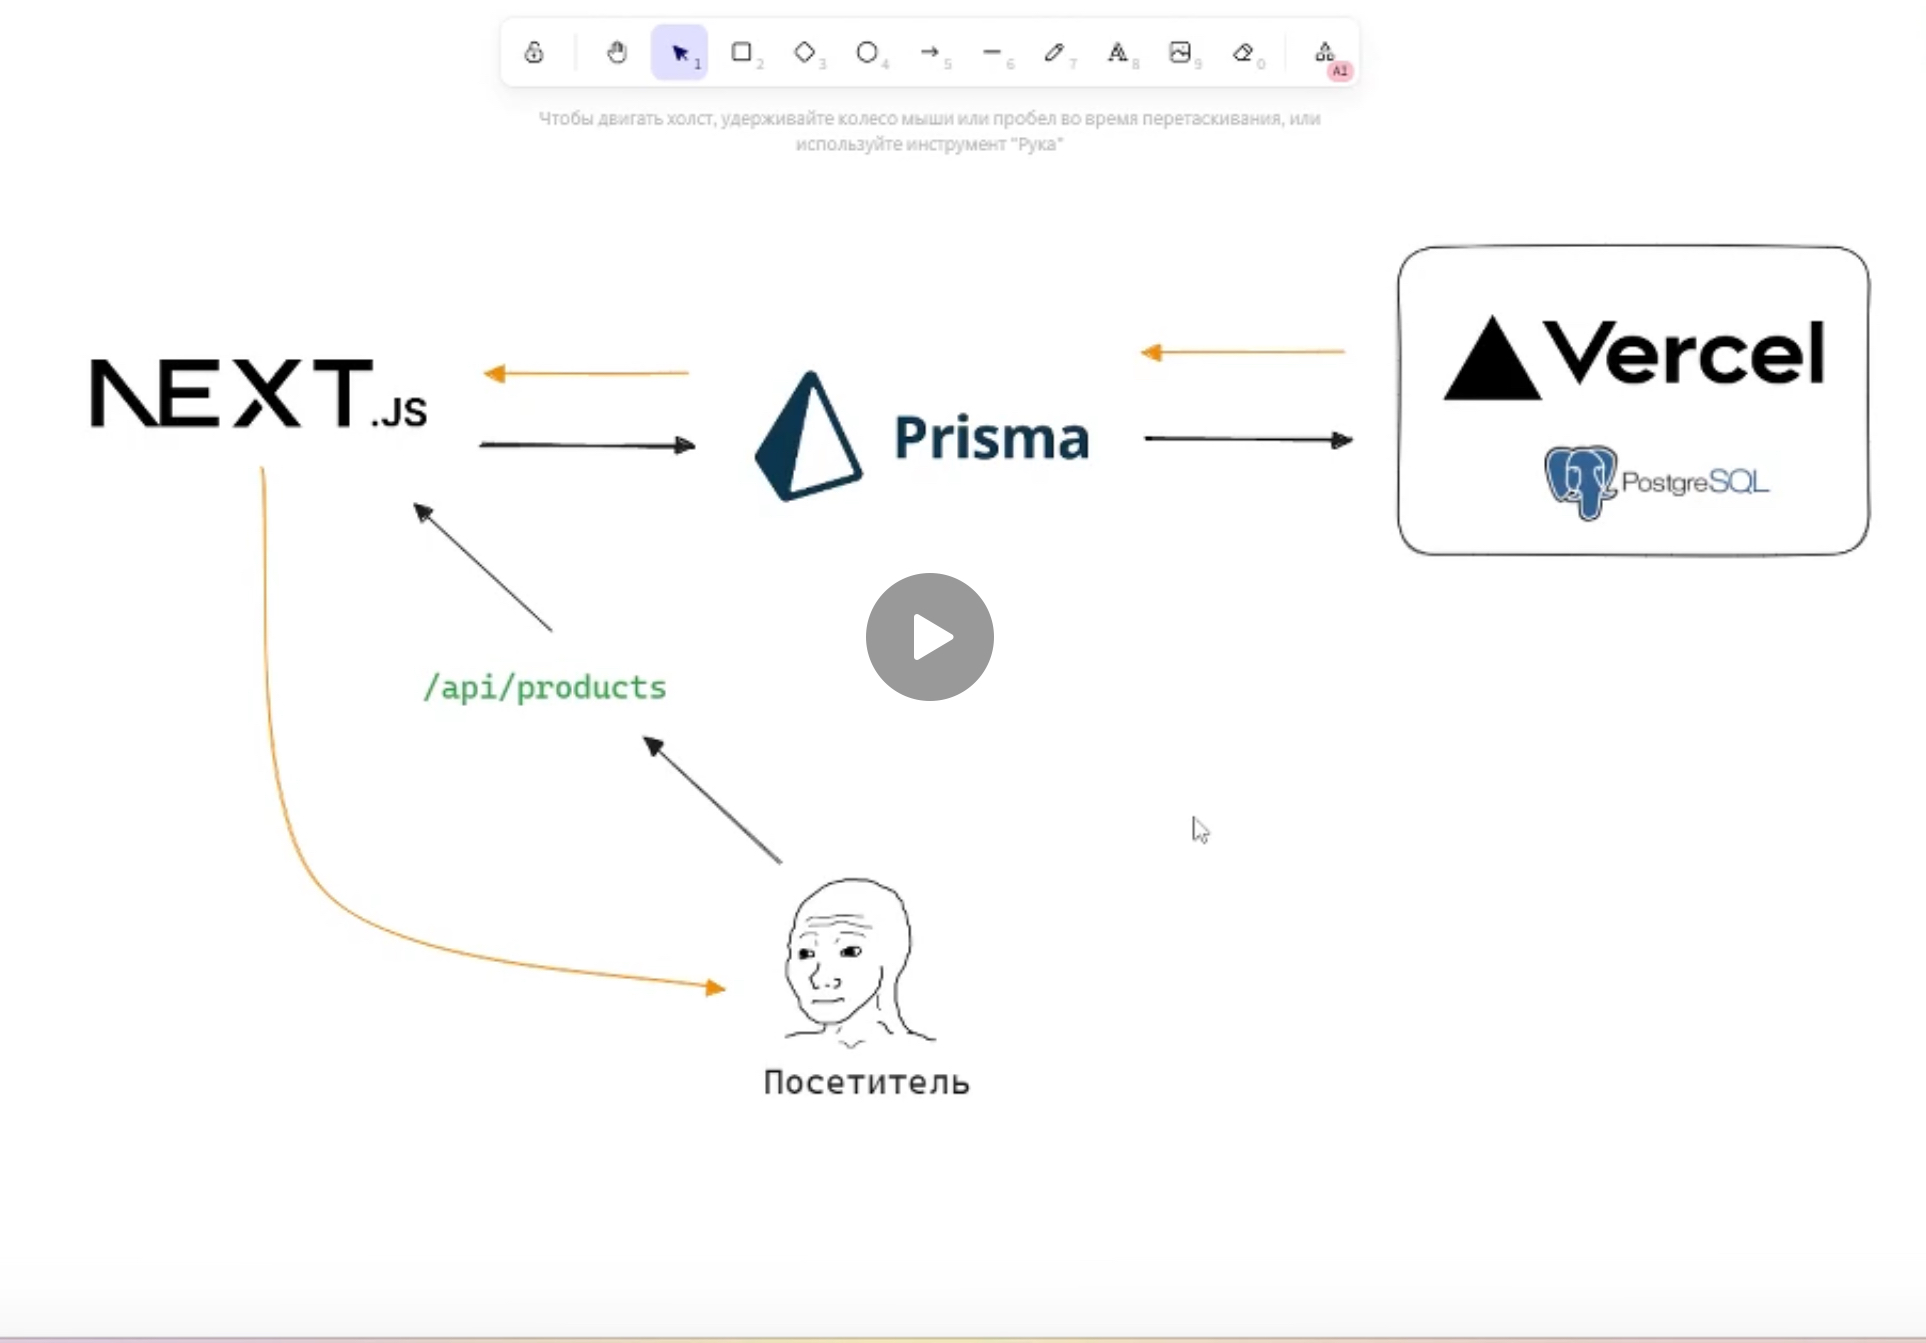 1 2 3 4 5 6 7 8 9 0 AI
Чтобы двигать холст, удерживайте колесо мыши или пробел во время перетаскивания, или
используйте инструмент "Рука"
NEXT.JS
Prisma
Vercel
PostgreSQL
/api/products
Посетитель